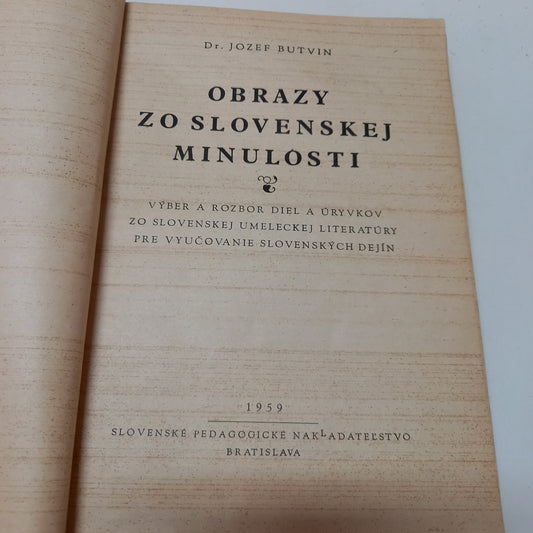 Dr. JOZEF BUTVIN
OBRAZY
ZO SLOVENSKEJ
MINULOSTI
VÝBER A ROZBOR DIEL A ÚRYVKOV
ZO SLOVENSKEJ UMELECKEJ LITERATÚRY
PRE VYUČOVANIE SLOVENSKÝCH DEJÍN
1959
SLOVENSKÉ PEDAGOGICKÉ NAKLADATEĽSTVO
BRATISLAVA